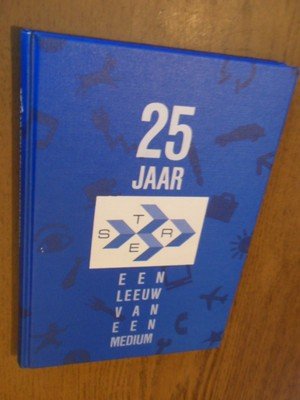 25
JAAR
STER
EEN
LEEUW
VAN
EEN
MEDIUM